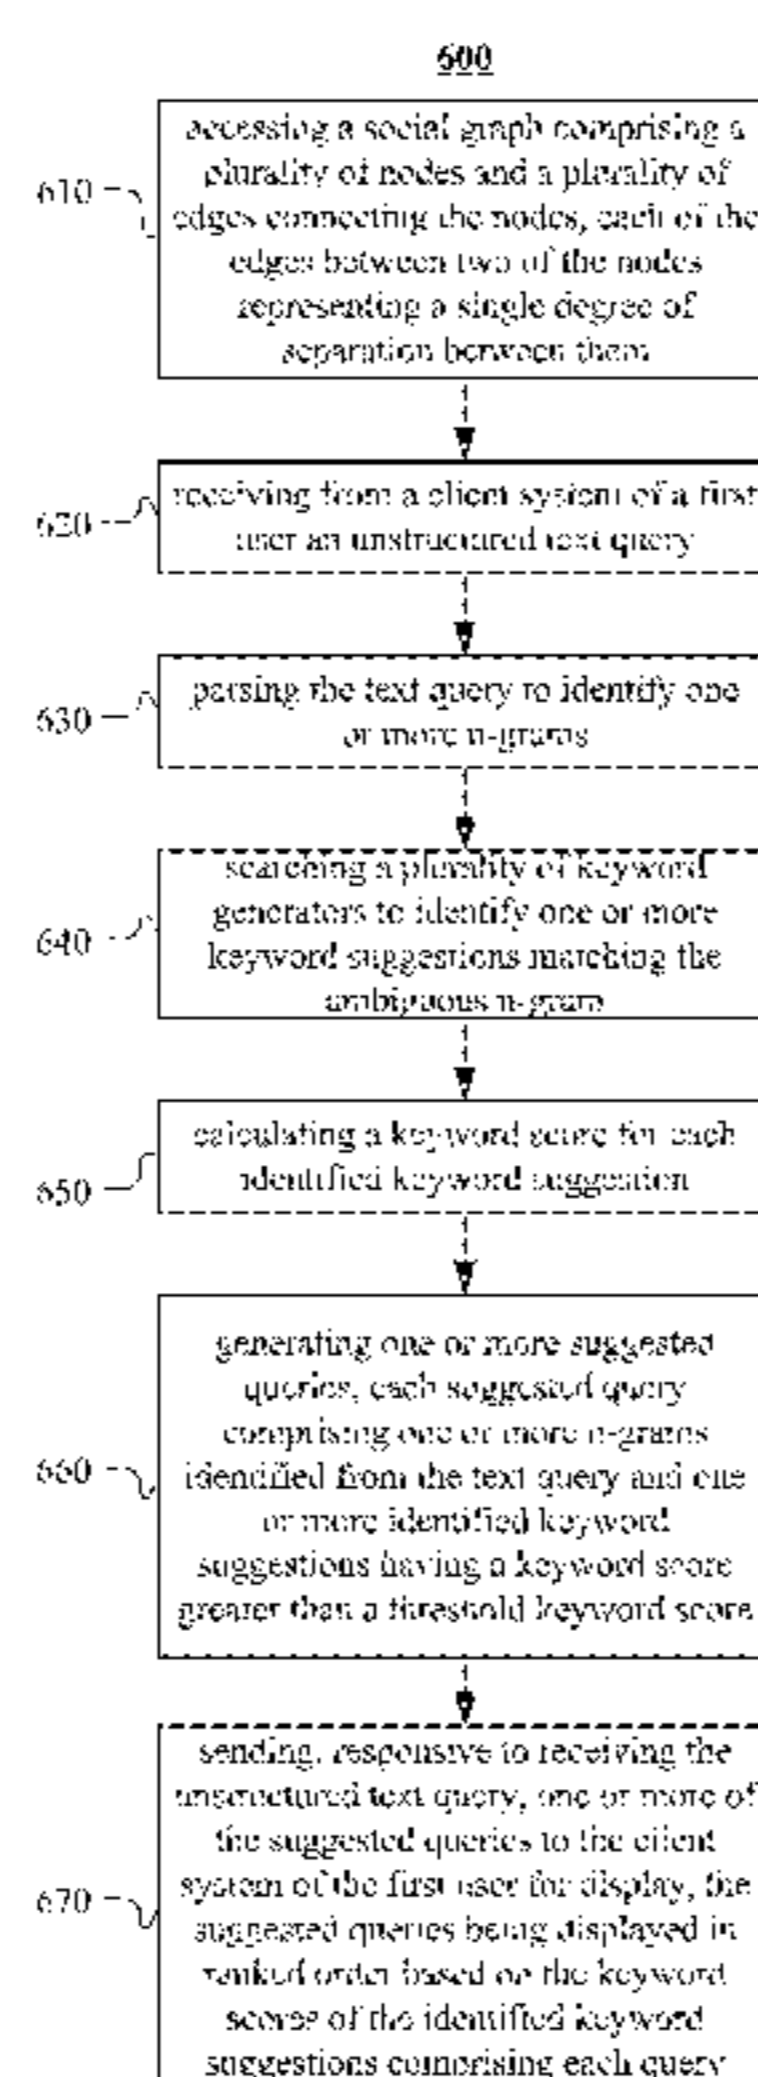 600
610
accessing a social graph comprising a
plurality of nodes and a plurality of
edges connecting the nodes, each of the
edges between two of the nodes
representing a single degree of
separation between them
620
receiving from a client system of a first
user an unstructured text query
630
parsing the text query to identify one
or more n-grams
640
searching a plurality of keyword
generators to identify one or more
keyword suggestions matching the
ambiguous n-gram
650
calculating a keyword score for each
identified keyword suggestion
660
generating one or more suggested
queries, each suggested query
comprising one or more n-grams
identified from the text query and one
or more identified keyword
suggestions having a keyword score
greater than a threshold keyword score
670
sending, responsive to receiving the
unstructured text query, one or more of
the suggested queries to the client
system of the first user for display, the
suggested queries being displayed in
ranked order based on the keyword
scores of the identified keyword
suggestions comprising each query